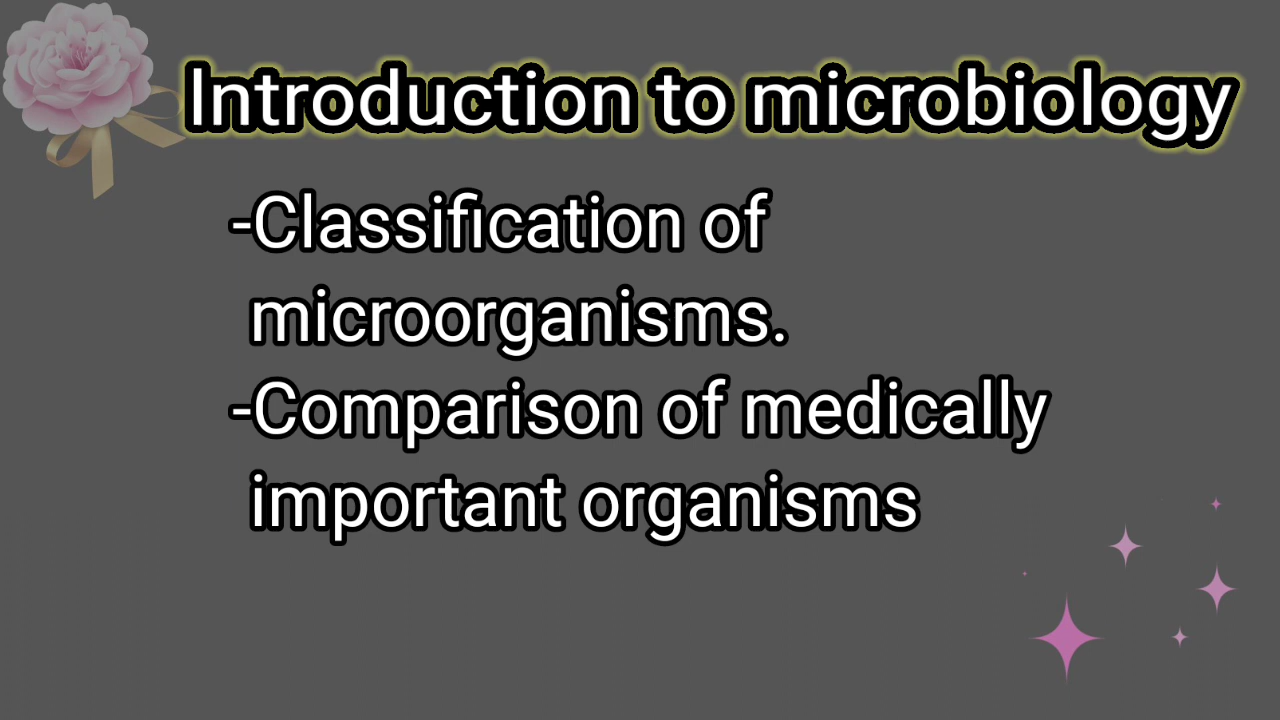 Introduction to microbiology
-Classification of
microorganisms.
-Comparison of medically
important organisms